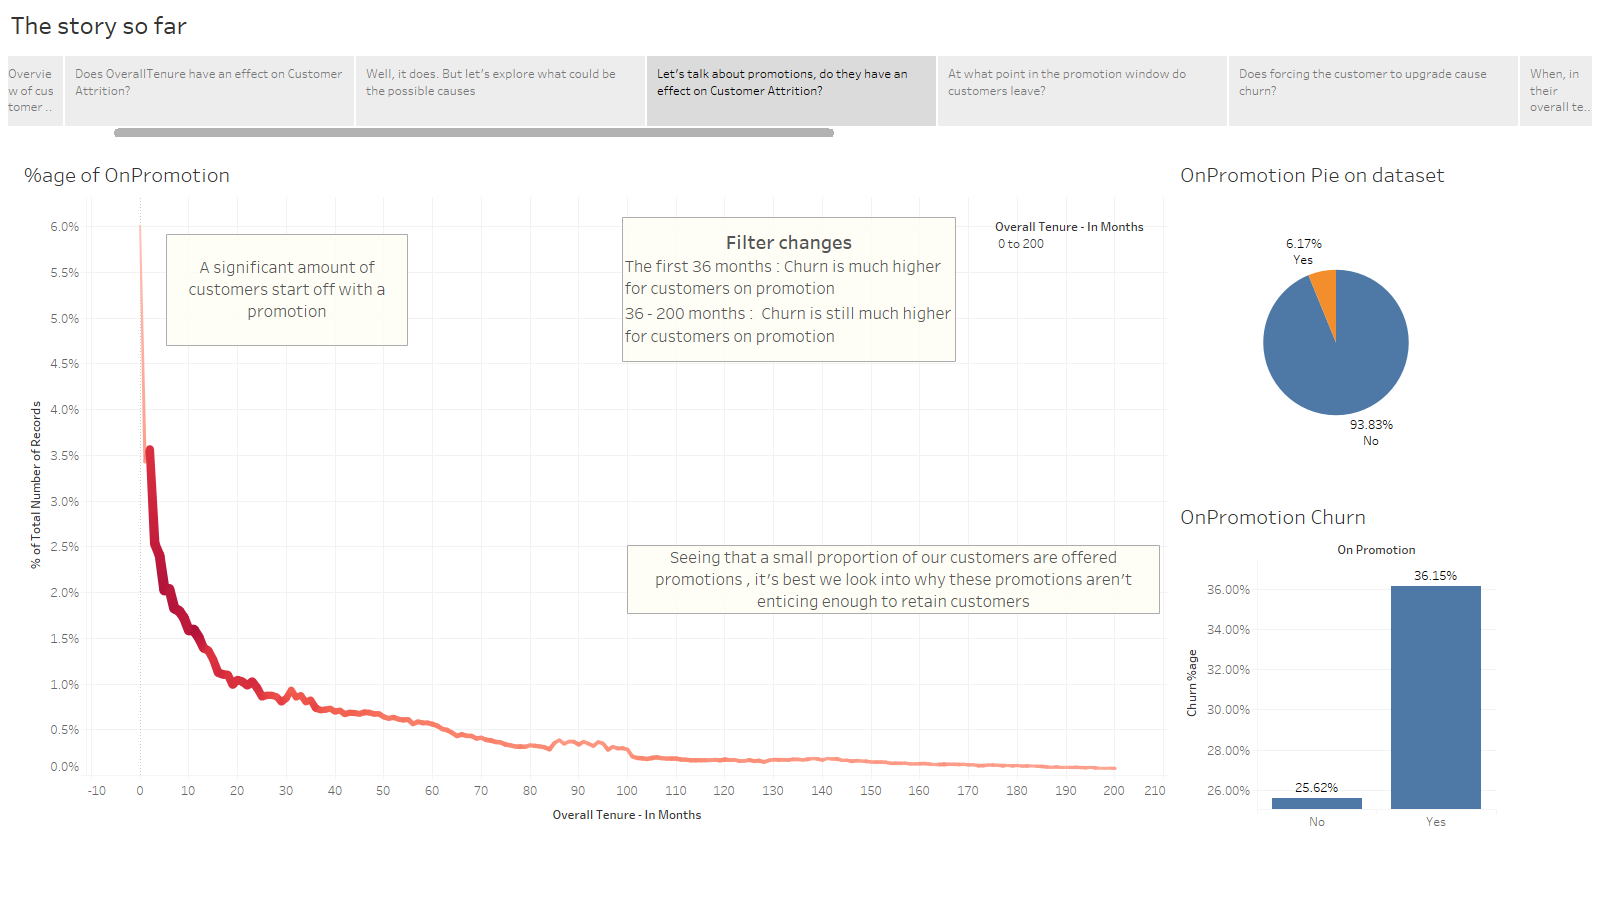 The story so far
Overvie
w of cus
tomer ..
Does OverallTenure have an effect on Customer
Attrition?
Well, it does. But let's explore what could be
the possible causes
Let's talk about promotions, do they have an
effect on Customer Attrition?
At what point in the promotion window do
customers leave?
Does forcing the customer to upgrade cause
churn?
When, in
their
overall te..
%age of OnPromotion
6.0%
5.5%
5.0%
4.5%
4.0%
3.5%
3.0%
2.5%
2.0%
1.5%
1.0%
0.5%
0.0%
% of Total Number of Records
-10 0 10 20 30 40 50 60 70 80 90 100 110 120 130 140 150 160 170 180 190 200 210
Overall Tenure - In Months
A significant amount of
customers start off with a
promotion
Filter changes
The first 36 months : Churn is much higher
for customers on promotion
36 - 200 months :  Churn is still much higher
for customers on promotion
Overall Tenure - In Months
0 to 200
Seeing that a small proportion of our customers are offered
promotions , it's best we look into why these promotions aren't
enticing enough to retain customers
OnPromotion Pie on dataset
6.17%
Yes
93.83%
No
OnPromotion Churn
On Promotion
36.00%
34.00%
32.00%
30.00%
28.00%
26.00%
Churn %age
25.62%
36.15%
No Yes